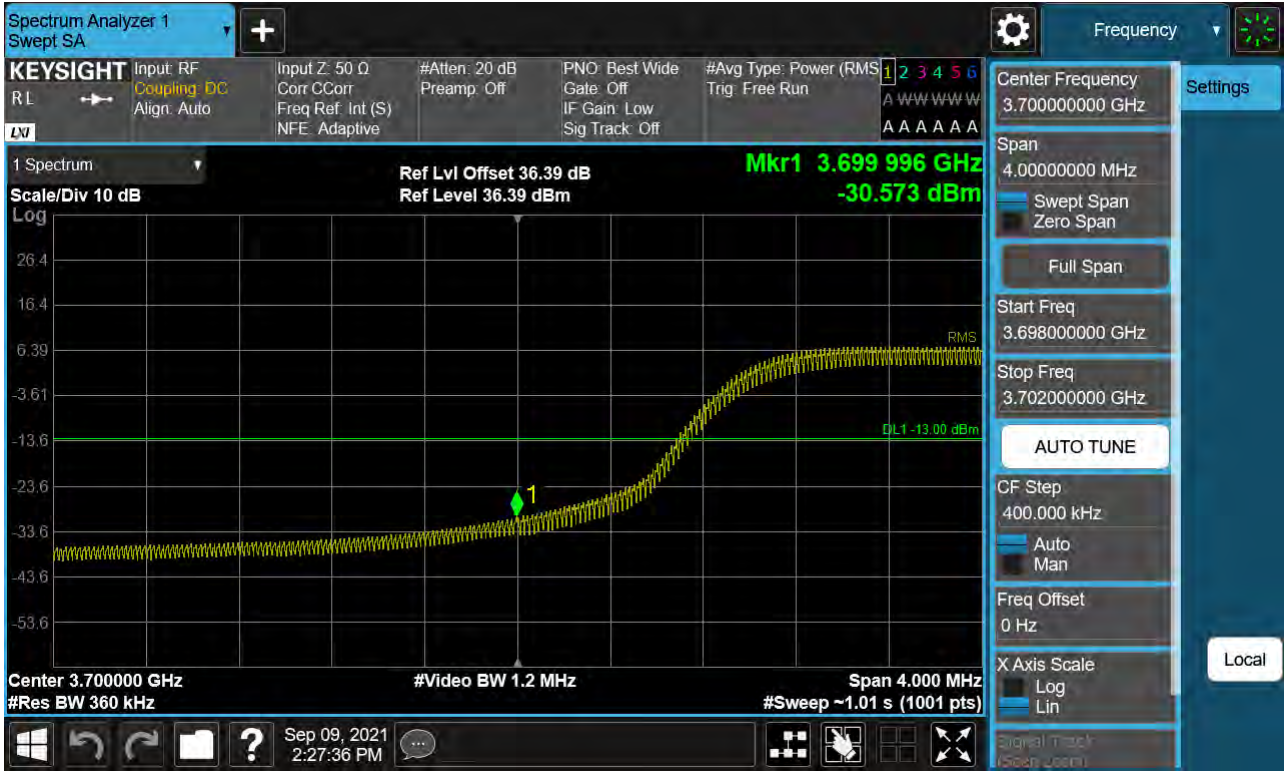 Spectrum Analyzer 1
Swept SA
+
Frequency
KEYSIGHT
RL
LXI
Input: RF
Coupling: DC
Align: Auto
Input Z: 50 Ω
Corr CCorr
Freq Ref: Int (S)
NFE: Adaptive
#Atten: 20 dB
Preamp: Off
PNO: Best Wide
Gate: Off
IF Gain: Low
Sig Track: Off
#Avg Type: Power (RMS
Trig: Free Run
1 2 3 4 5 6
A W W W W W
A A A A A A
1 Spectrum
Scale/Div 10 dB
Log
Ref Lvl Offset 36.39 dB
Ref Level 36.39 dBm
Mkr1 3.699 996 GHz
-30.573 dBm
26.4
16.4
6.39
-3.61
-13.6
-23.6
-33.6
-43.6
-53.6
RMS
DL1 -13.00 dBm
1
Center 3.700000 GHz
#Res BW 360 kHz
#Video BW 1.2 MHz
Span 4.000 MHz
#Sweep ~1.01 s (1001 pts)
Center Frequency
3.700000000 GHz
Settings
Span
4.00000000 MHz
Swept Span
Zero Span
Full Span
Start Freq
3.698000000 GHz
Stop Freq
3.702000000 GHz
AUTO TUNE
CF Step
400.000 kHz
Auto
Man
Freq Offset
0 Hz
X Axis Scale
Log
Lin
Signal Track
(Span Zoom)
Local
?
Sep 09, 2021
2:27:36 PM